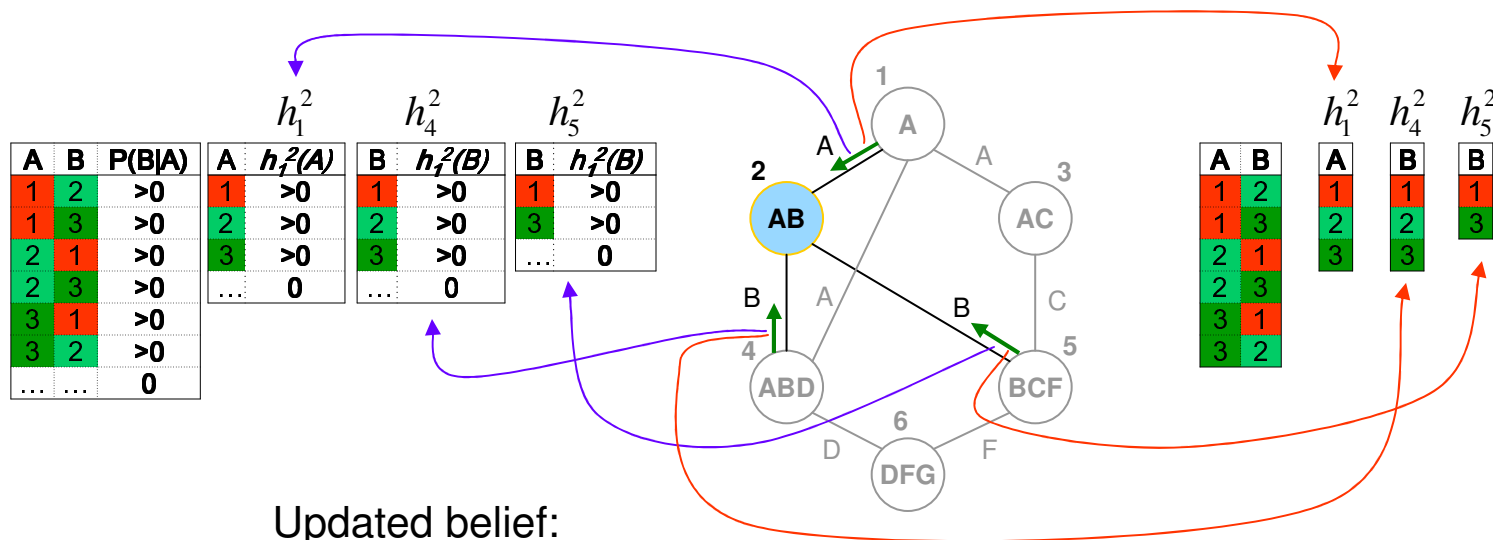 h₁² h₄² h₅²
A B P(B|A)
1 2 >0
1 3 >0
2 1 >0
2 3 >0
3 1 >0
3 2 >0
... ... 0
A h₁²(A)
1 >0
2 >0
3 >0
... 0
B h₁²(B)
1 >0
2 >0
3 >0
... 0
B h₁²(B)
1 >0
3 >0
... 0
1
A
A A
2 3
AB AC
B A B C
4 5
ABD BCF
6
D F
DFG
h₁² h₄² h₅²
A B
1 2
1 3
2 1
2 3
3 1
3 2
A
1
2
3
B
1
2
3
B
1
3
Updated belief: